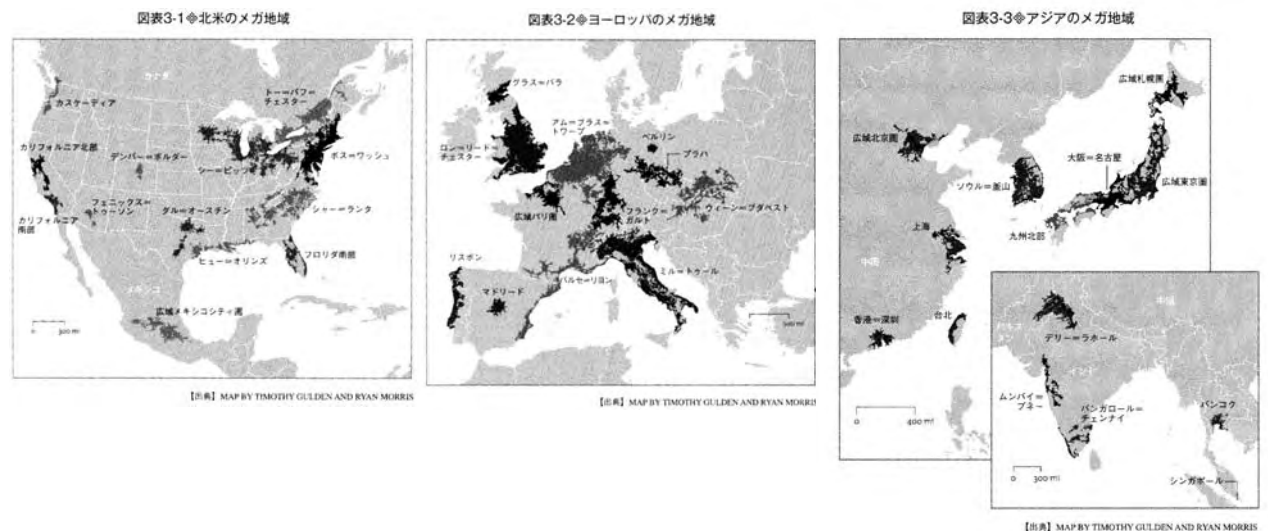 図表3-1◈北米のメガ地域
カナダ
カスケーディア
トー=バフ=
チェスター
カリフォルニア北部
デンバー=ボルダー
シー=ピッツ
ボス=ワッシュ
フェニックス=
トゥーソン
ダル=オースチン
シャー=ランタ
カリフォルニア
南部
ヒュー=オリンズ
フロリダ南部
メキシコ
広域メキシコシティ圏
0 300 mi
【出典】MAP BY TIMOTHY GULDEN AND RYAN MORRIS
図表3-2◈ヨーロッパのメガ地域
グラス=バラ
アム=ブラス=
トワープ
ベルリン
ロン=リード=
チェスター
プラハ
広域パリ圏
フランク=
ガルト
ウィーン=ブダペスト
リスボン
マドリード
バルセ=リヨン
ミル=トゥール
0 300 mi
【出典】MAP BY TIMOTHY GULDEN AND RYAN MORRIS
図表3-3◈アジアのメガ地域
広域札幌圏
広域北京圏
大阪=名古屋
ソウル=釜山
広域東京圏
上海
九州北部
中国
香港=深圳
台北
0 400 mi
中国
パキス
タン
デリー=ラホール
インド
ムンバイ=
プネー
バンガロール=
チェンナイ
バンコク
0 300 mi
シンガポール
【出典】MAP BY TIMOTHY GULDEN AND RYAN MORRIS